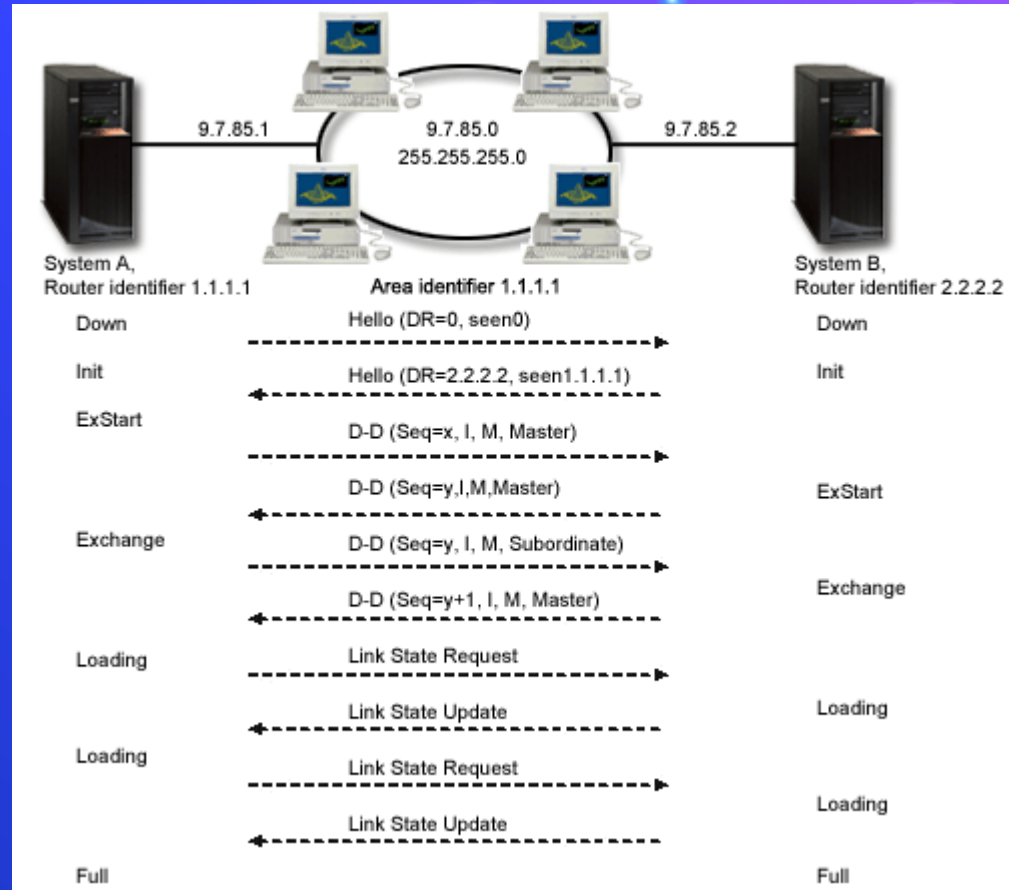 9.7.85.1
9.7.85.0
9.7.85.2
255.255.255.0
System A,
Router identifier 1.1.1.1
Area identifier 1.1.1.1
System B,
Router identifier 2.2.2.2
Down
Hello (DR=0, seen0)
Down
Init
Hello (DR=2.2.2.2, seen1.1.1.1)
Init
ExStart
D-D (Seq=x, I, M, Master)
D-D (Seq=y,I,M,Master)
ExStart
Exchange
D-D (Seq=y, I, M, Subordinate)
D-D (Seq=y+1, I, M, Master)
Exchange
Loading
Link State Request
Link State Update
Loading
Loading
Link State Request
Loading
Link State Update
Full
Full